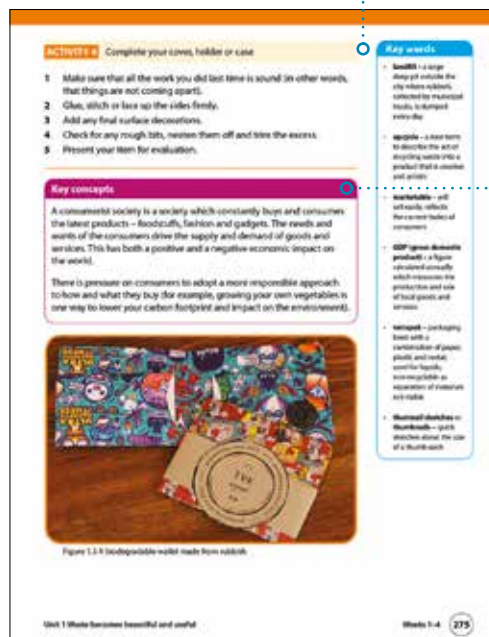 ACTIVITY 4 Complete your cover, holder or case
1 Make sure that all the work you did last time is sound (in other words,
that things are not coming apart).
2 Glue, stitch or lace up the sides firmly.
3 Add any final surface decorations.
4 Check for any rough bits, neaten them off and trim the excess.
5 Present your item for evaluation.
Key concepts
A consumerist society is a society which constantly buys and consumes
the latest products – foodstuffs, fashion and gadgets. The needs and
wants of the consumers drive the supply and demand of goods and
services. This has both a positive and a negative economic impact on
the world.
There is pressure on consumers to adopt a more responsible approach
to how and what they buy (for example, growing your own vegetables is
one way to lower your carbon footprint and impact on the environment).
Figure 1.3 A biodegradable wallet made from rubbish
Key words
• landfill – a large
deep pit outside the
city where rubbish,
collected by municipal
trucks, is dumped
every day
• upcycle – a new term
to describe the act of
recycling waste into a
product that is creative
and artistic
• marketable – will
sell easily, reflects
the current tastes of
consumers
• GDP (gross domestic
product) – a figure
calculated annually
which measures the
production and sale
of local goods and
services
• tetrapak – packaging
made with a
combination of paper,
plastic and metal;
used for liquids;
non-recyclable as
separation of materials
is
• thumbnail sketches or
thumbnails – quick
sketches about the size
of a thumb each
Unit 1 Waste becomes beautiful and useful
Weeks 1–4 275